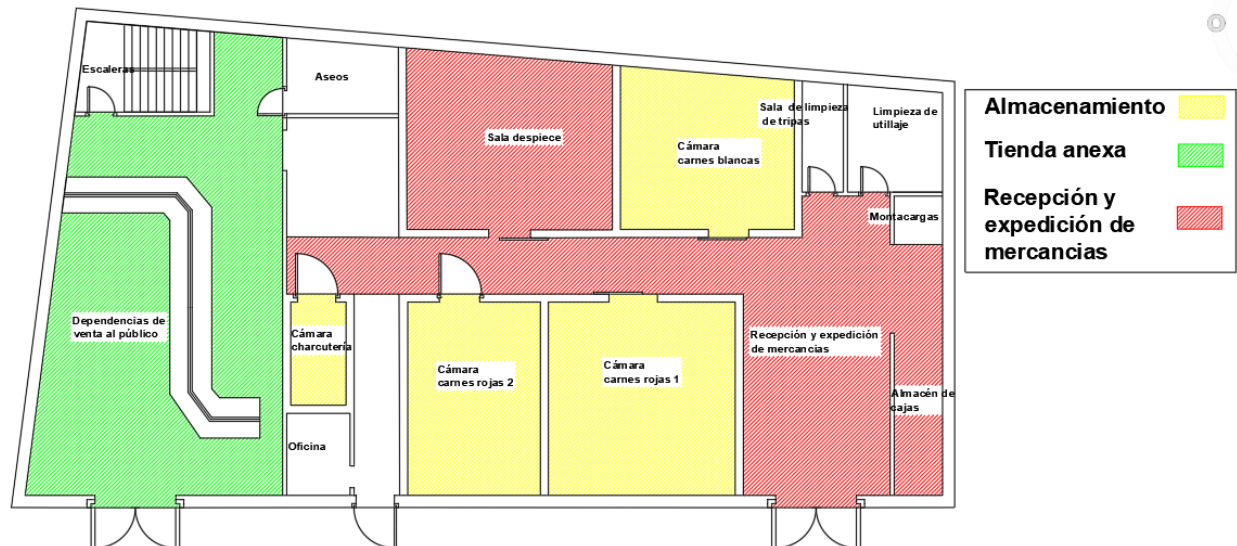 Escaleras
Aseos
Sala despiece
Cámara
carnes blancas
Sala de limpieza
de tripas
Limpieza de
utillaje
Montacargas
Dependencias de
venta al público
Cámara
charcutería
Cámara
carnes rojas 2
Cámara
carnes rojas 1
Recepción y expedición
de mercancias
Almacén de
cajas
Oficina
Almacenamiento
Tienda anexa
Recepción y
expedición de
mercancias